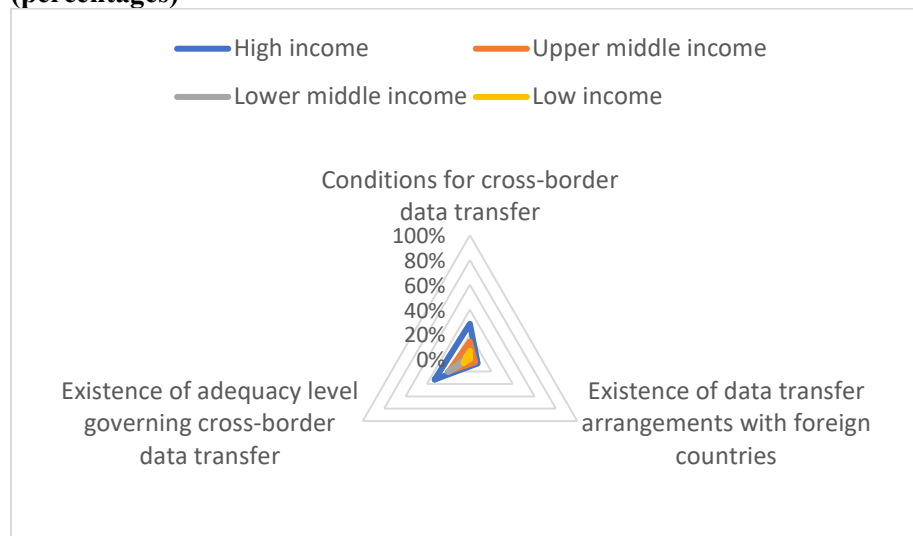 (percentages)
High income
Upper middle income
Lower middle income
Low income
Conditions for cross-border
data transfer
100%
80%
60%
40%
20%
0%
Existence of adequacy level
governing cross-border
data transfer
Existence of data transfer
arrangements with foreign
countries